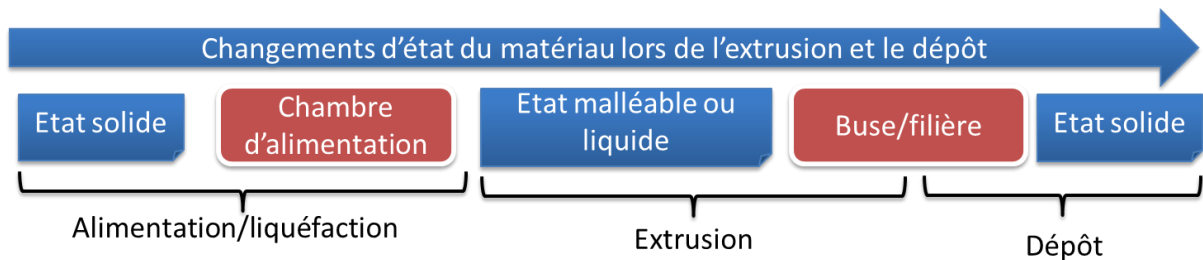 Changements d'état du matériau lors de l'extrusion et le dépôt
Etat solide
Chambre
d'alimentation
Etat malléable ou
liquide
Buse/filière
Etat solide
Alimentation/liquéfaction
Extrusion
Dépôt